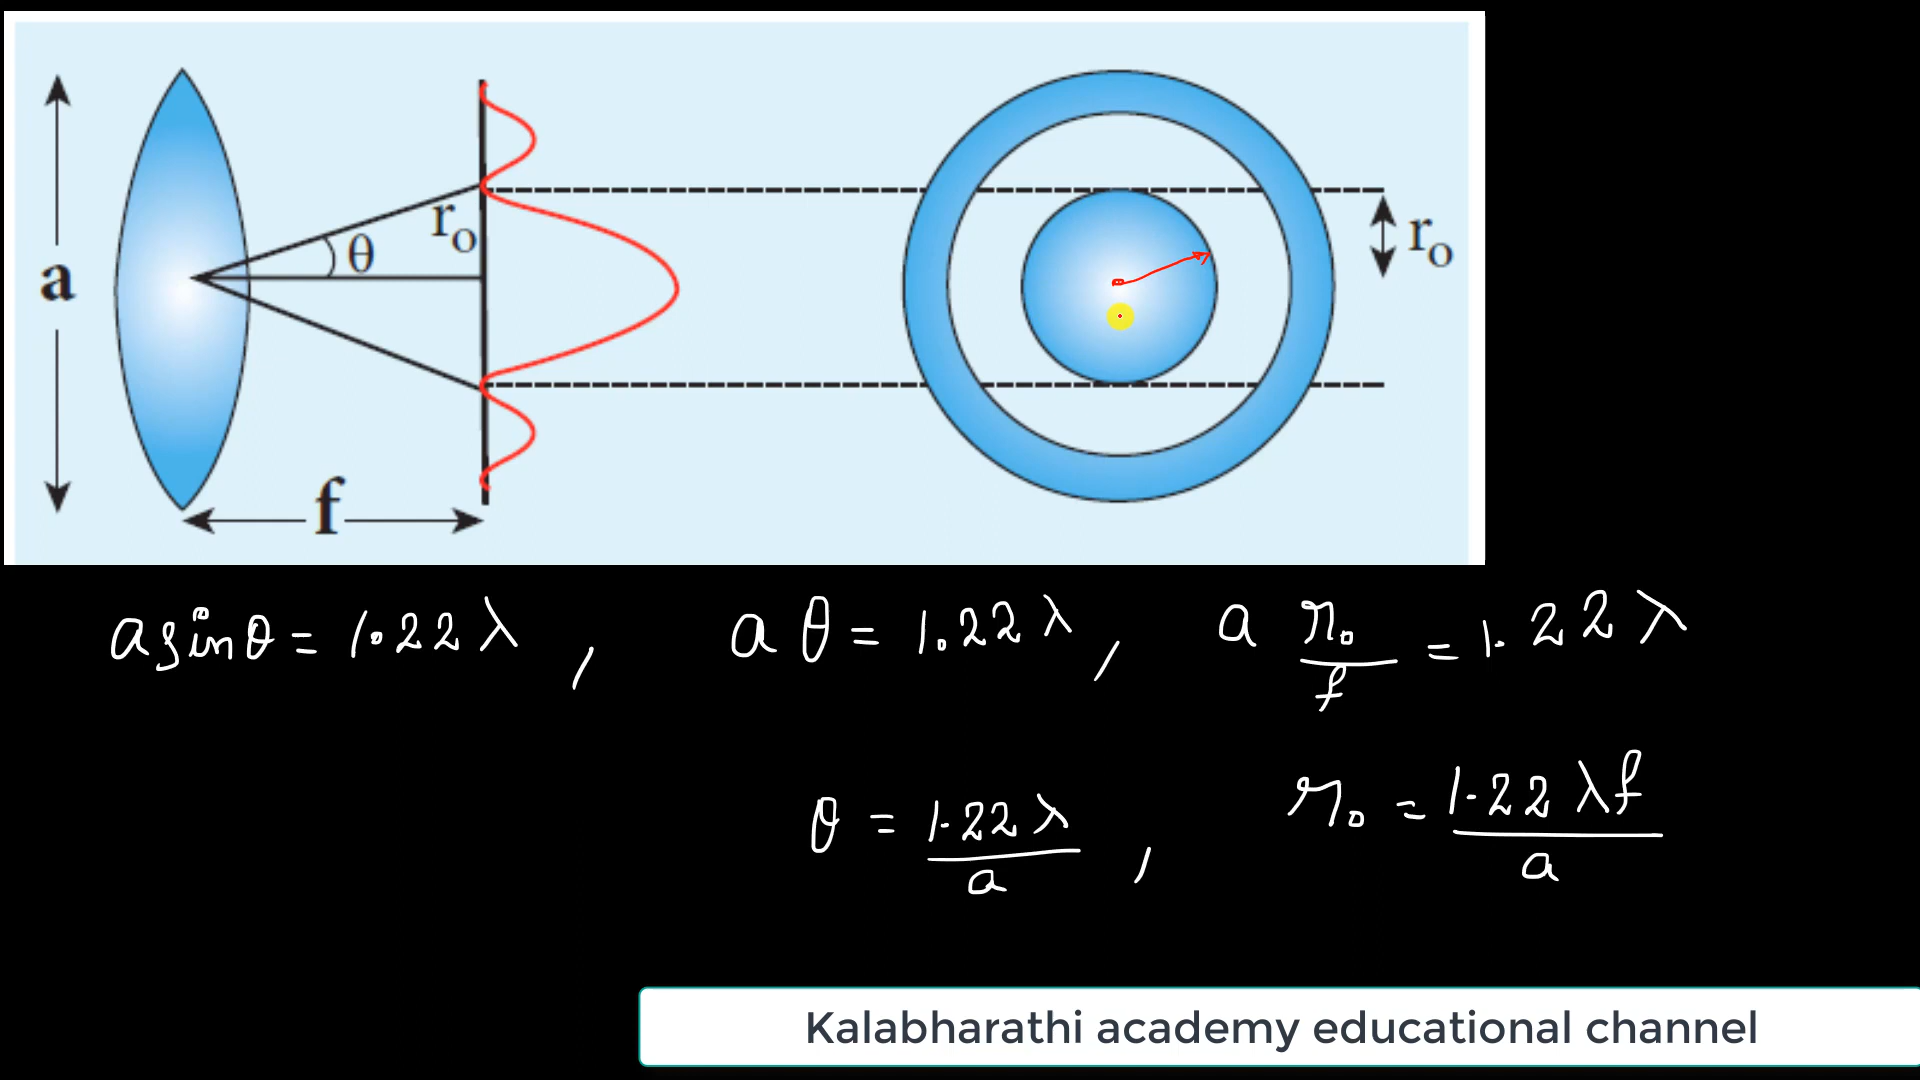 a
θ
r₀
r₀
f
a sinθ = 1.22 λ , a θ = 1.22 λ , a r₀/f = 1.22 λ
θ = 1.22 λ/a , r₀ = 1.22 λf/a
Kalabharathi academy educational channel